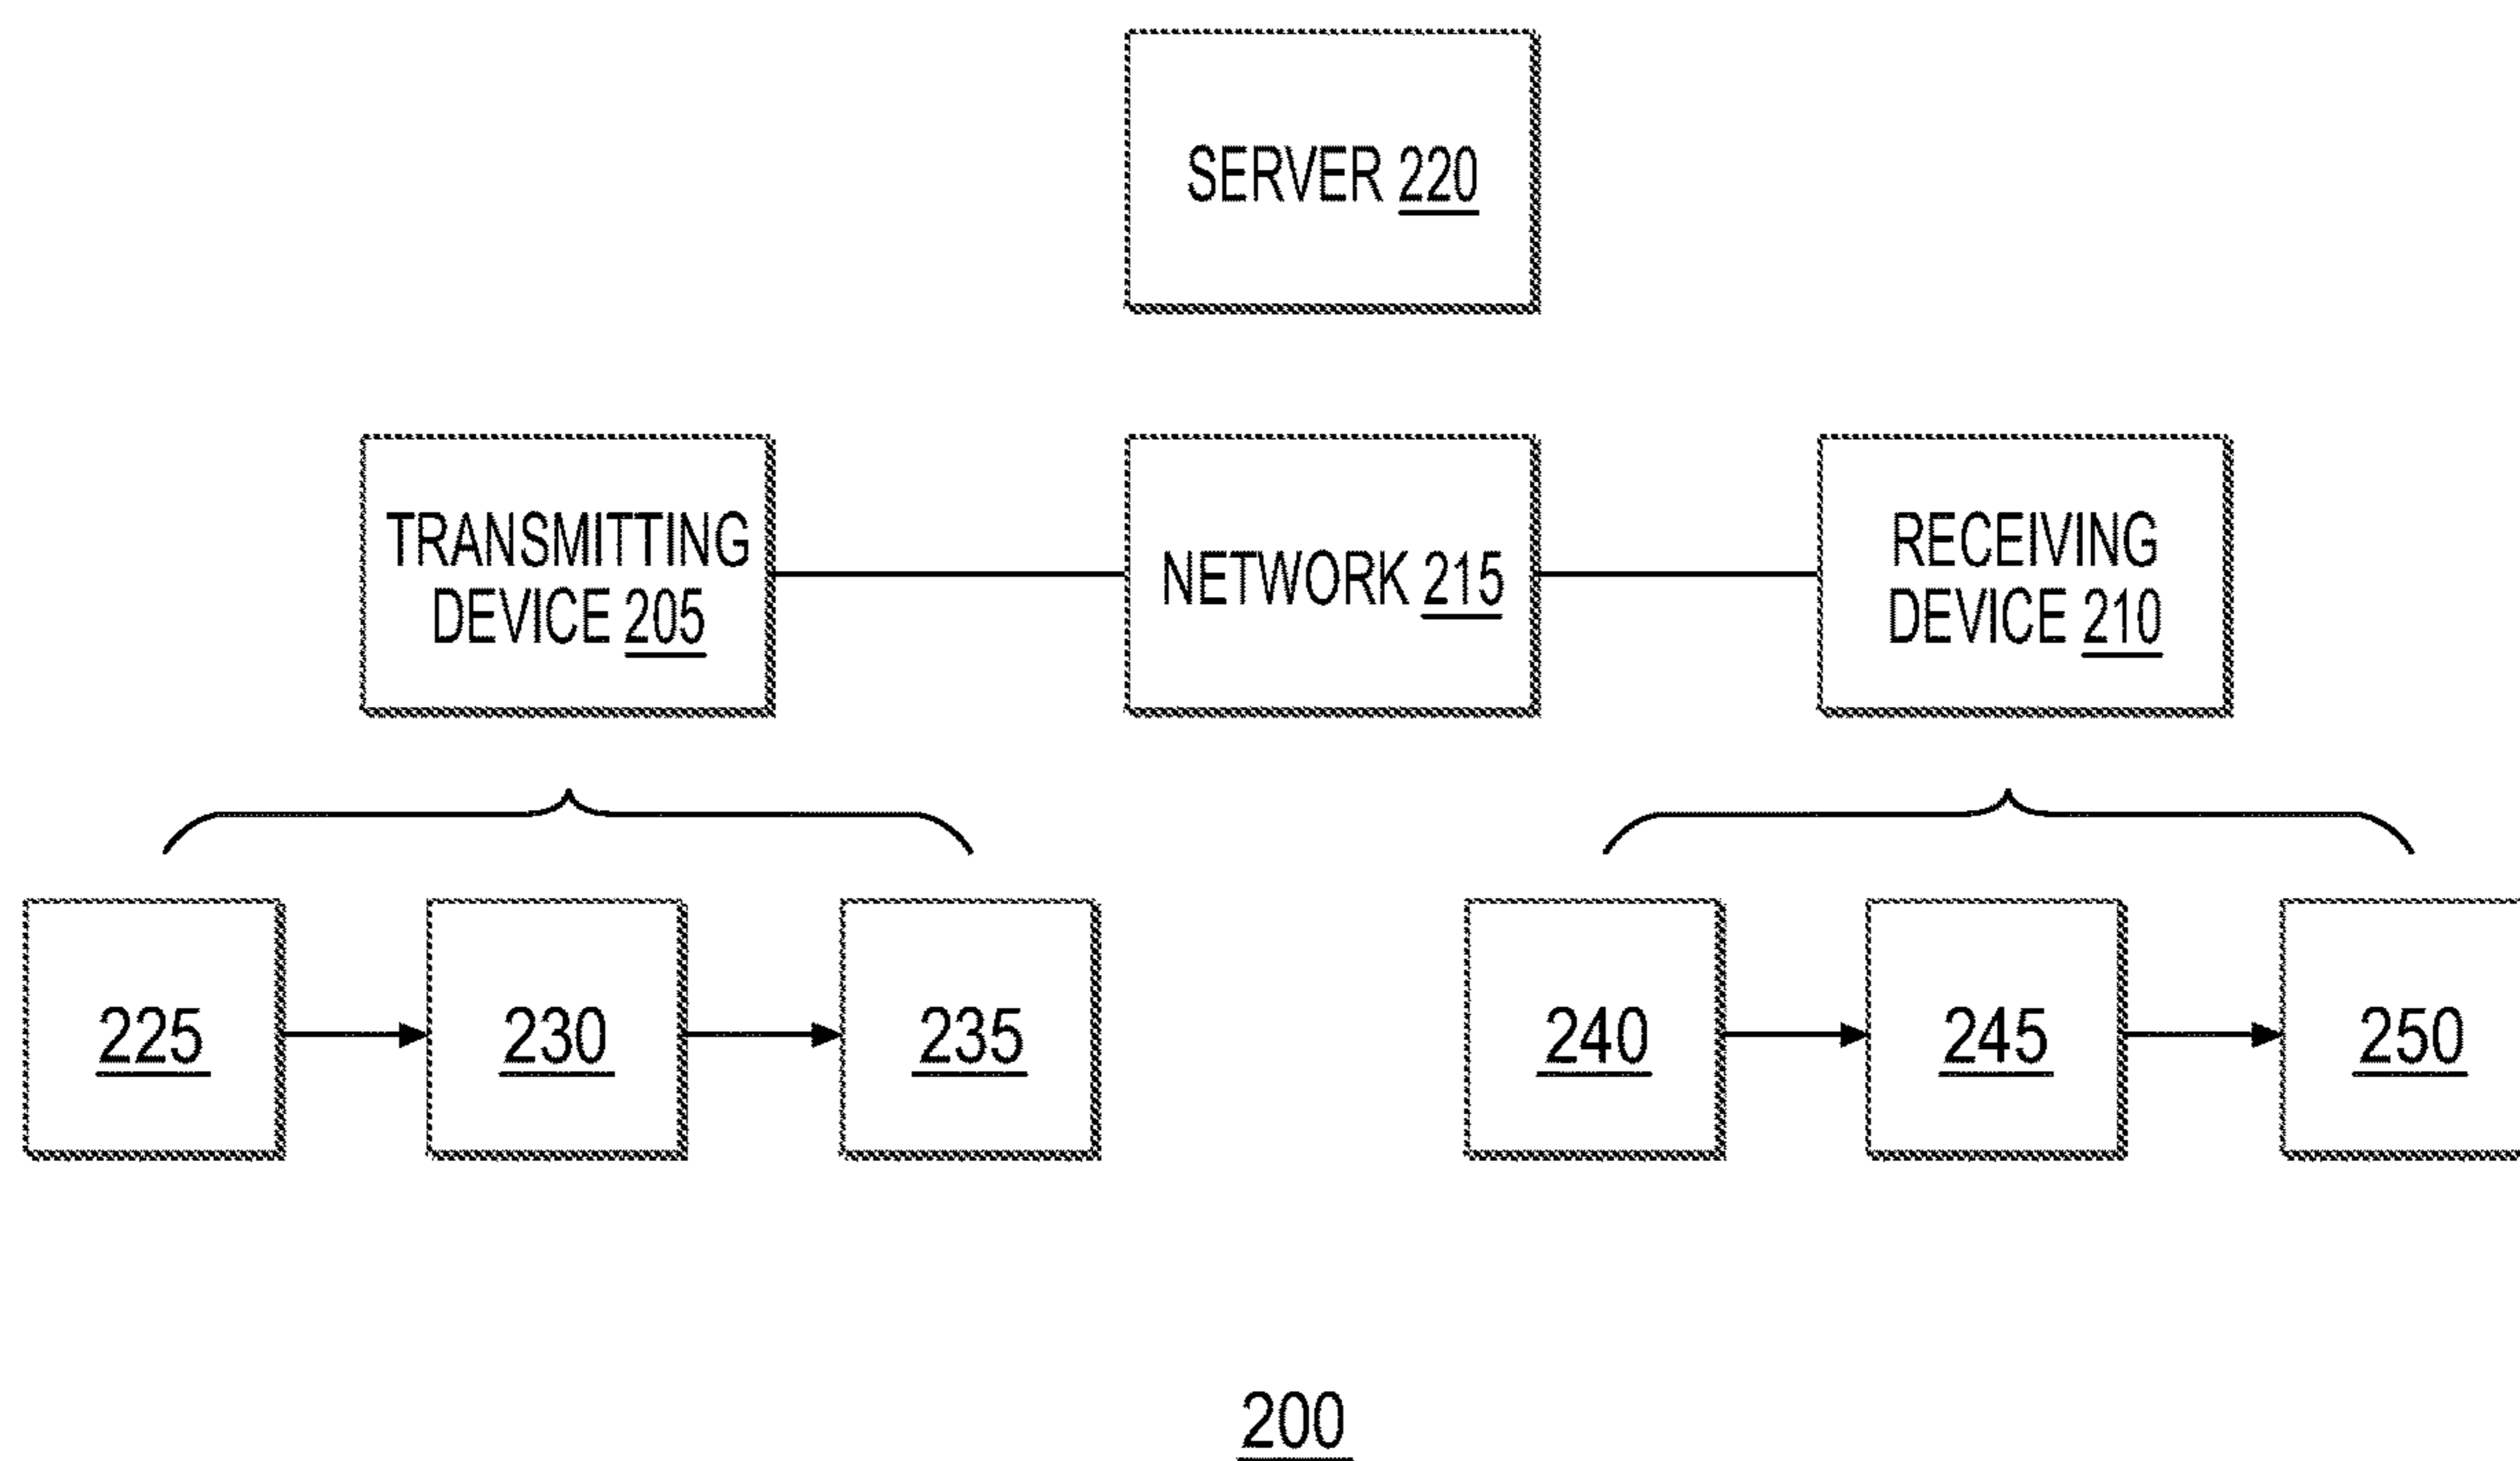 SERVER 220
TRANSMITTING
DEVICE 205
NETWORK 215
RECEIVING
DEVICE 210
225
230
235
240
245
250
200